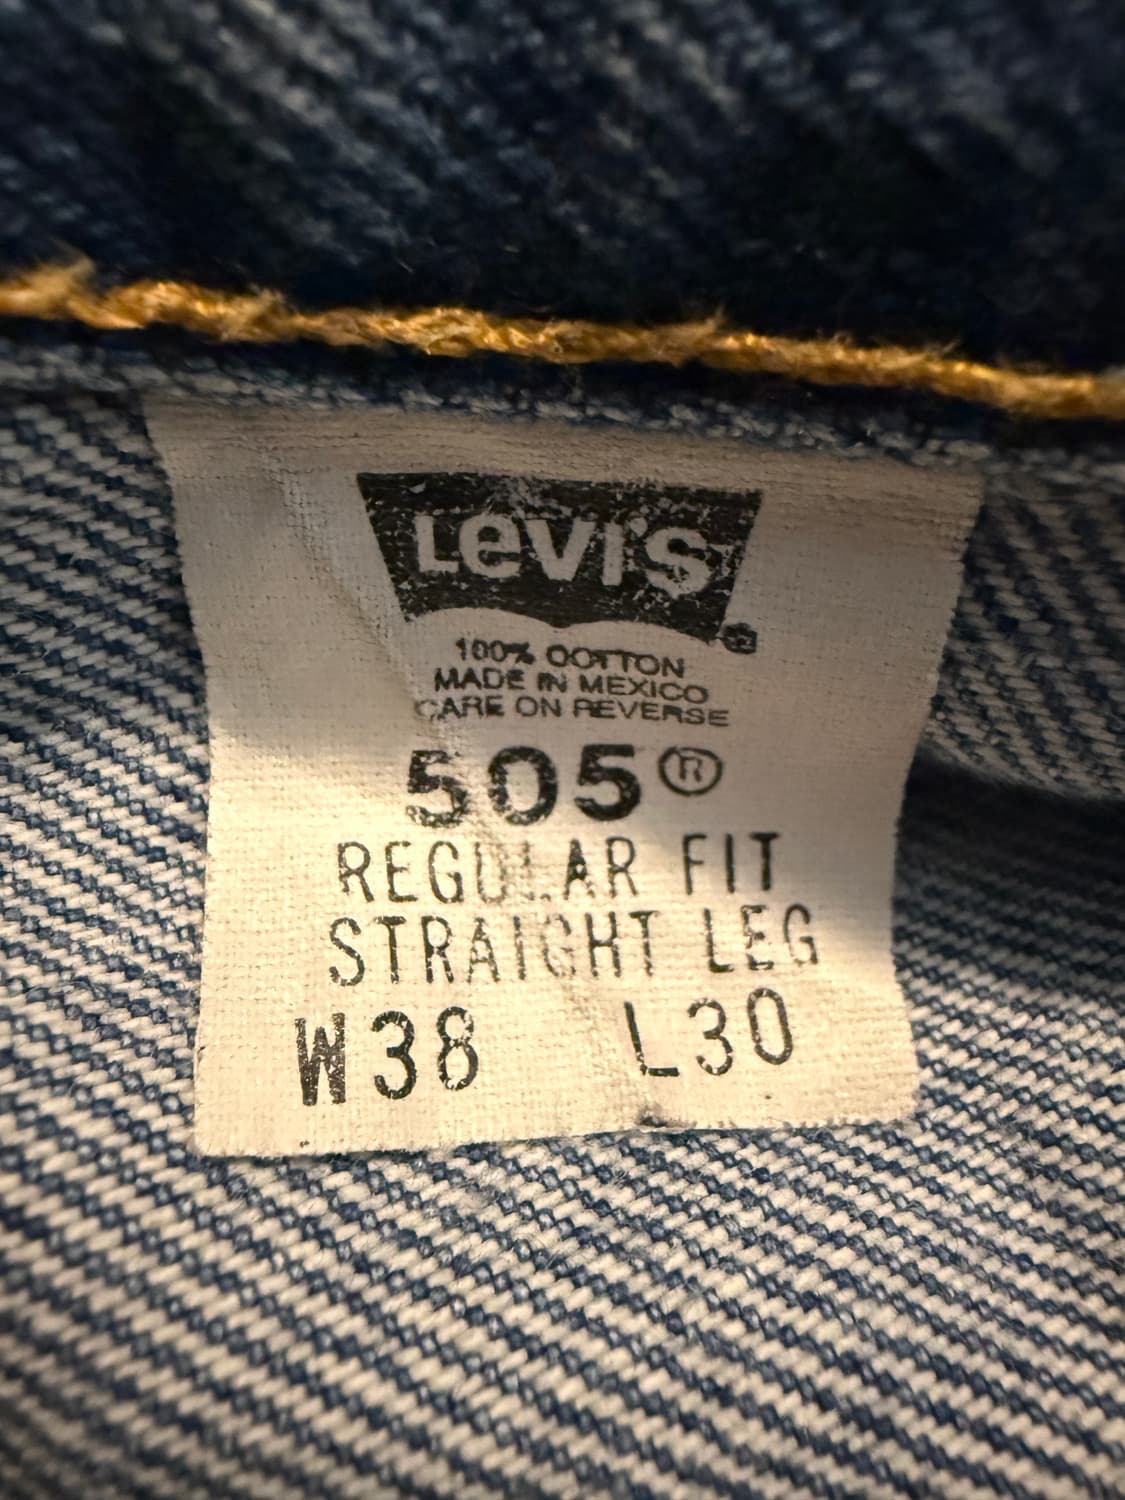 Levi's
100% COTTON
MADE IN MEXICO
CARE ON REVERSE
505®
REGULAR FIT
STRAIGHT LEG
W38 L30